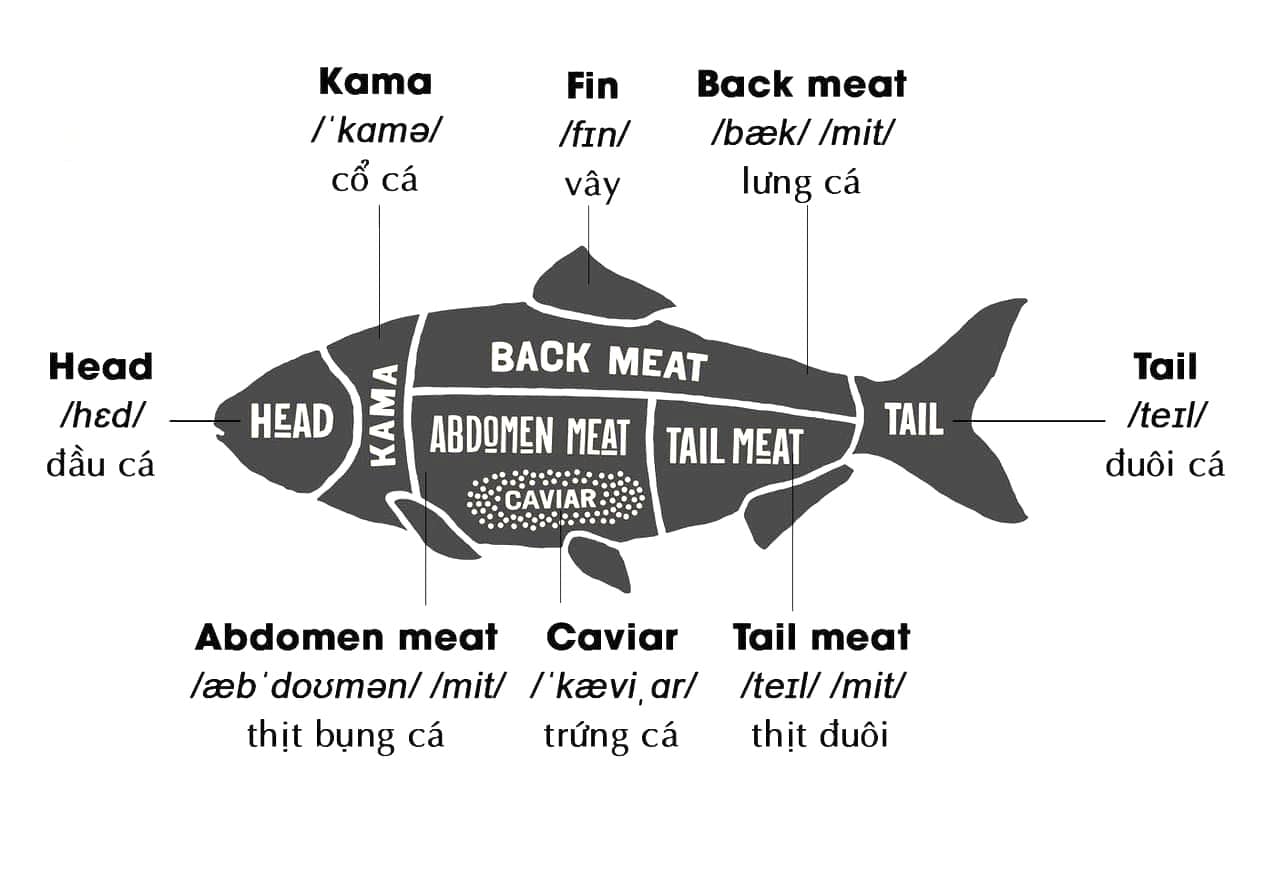 Kama
/ˈkɑmə/
cổ cá
Fin
/fɪn/
vây
Back meat
/bæk/ /mit/
lưng cá
Head
/hɛd/
đầu cá
HEAD
KAMA
BACK MEAT
ABDOMEN MEAT
CAVIAR
TAIL MEAT
TAIL
Tail
/teɪl/
đuôi cá
Abdomen meat
/æbˈdoʊmən/ /mit/
thịt bụng cá
Caviar
/ˈkæviˌɑr/
trứng cá
Tail meat
/teɪl/ /mit/
thịt đuôi